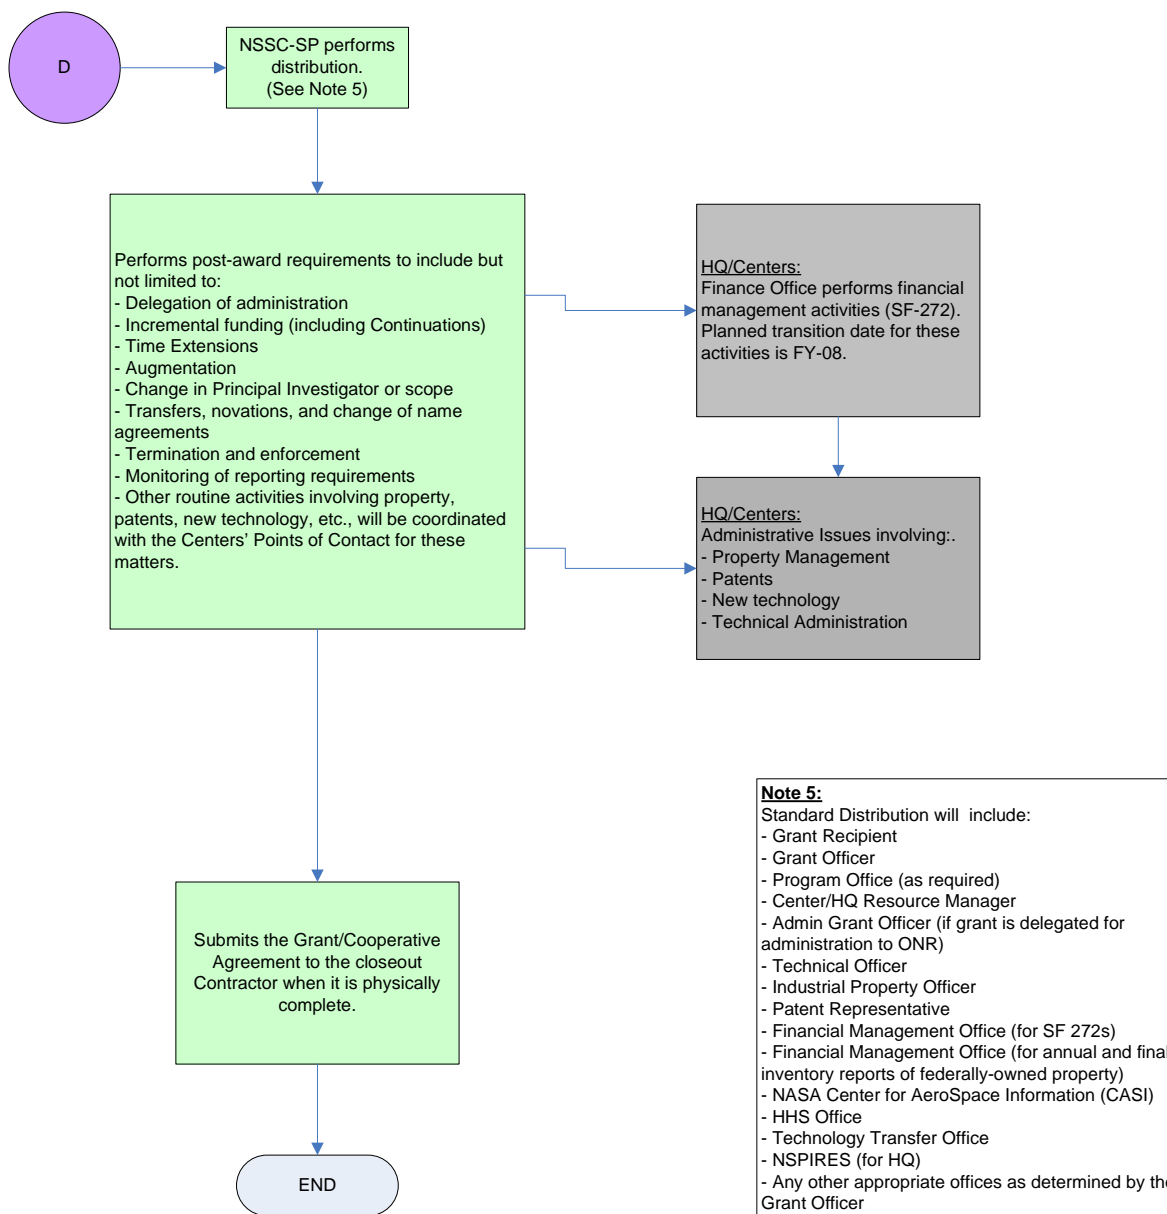 D
NSSC-SP performs
distribution.
(See Note 5)
Performs post-award requirements to include but
not limited to:
- Delegation of administration
- Incremental funding (including Continuations)
- Time Extensions
- Augmentation
- Change in Principal Investigator or scope
- Transfers, novations, and change of name
agreements
- Termination and enforcement
- Monitoring of reporting requirements
- Other routine activities involving property,
patents, new technology, etc., will be coordinated
with the Centers' Points of Contact for these
matters.
HQ/Centers:
Finance Office performs financial
management activities (SF-272).
Planned transition date for these
activities is FY-08.
HQ/Centers:
Administrative Issues involving:.
- Property Management
- Patents
- New technology
- Technical Administration
Submits the Grant/Cooperative
Agreement to the closeout
Contractor when it is physically
complete.
END
Note 5:
Standard Distribution will  include:
- Grant Recipient
- Grant Officer
- Program Office (as required)
- Center/HQ Resource Manager
- Admin Grant Officer (if grant is delegated for
administration to ONR)
- Technical Officer
- Industrial Property Officer
- Patent Representative
- Financial Management Office (for SF 272s)
- Financial Management Office (for annual and final
inventory reports of federally-owned property)
- NASA Center for AeroSpace Information (CASI)
- HHS Office
- Technology Transfer Office
- NSPIRES (for HQ)
- Any other appropriate offices as determined by the
Grant Officer